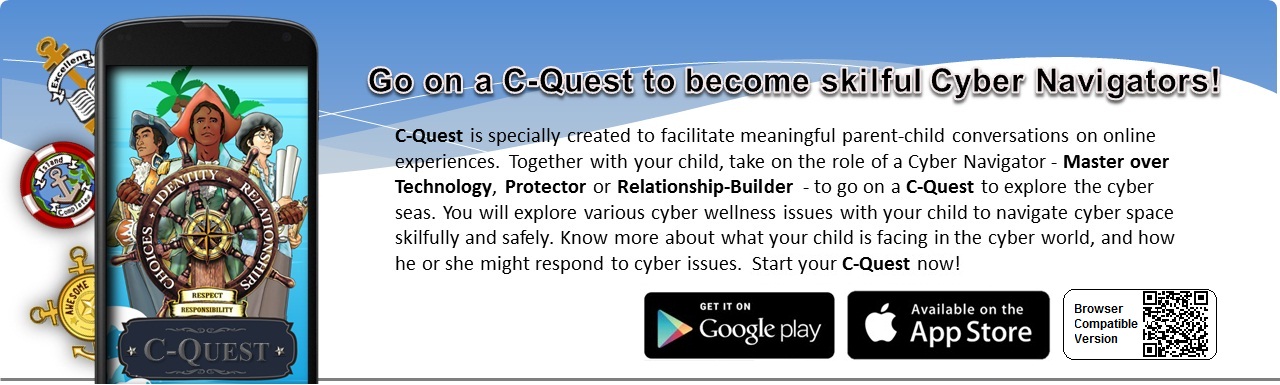 Go on a C-Quest to become skilful Cyber Navigators!
C-Quest is specially created to facilitate meaningful parent-child conversations on online
experiences. Together with your child, take on the role of a Cyber Navigator - Master over
Technology, Protector or Relationship-Builder - to go on a C-Quest to explore the cyber
seas. You will explore various cyber wellness issues with your child to navigate cyber space
skilfully and safely. Know more about what your child is facing in the cyber world, and how
he or she might respond to cyber issues. Start your C-Quest now!
GET IT ON
Google play
Available on the
App Store
Browser
Compatible
Version
Excellent
Island
Completed
AWESOME
CHOICES • IDENTITY • RELATIONSHIPS
RESPECT
RESPONSIBILITY
C-QUEST